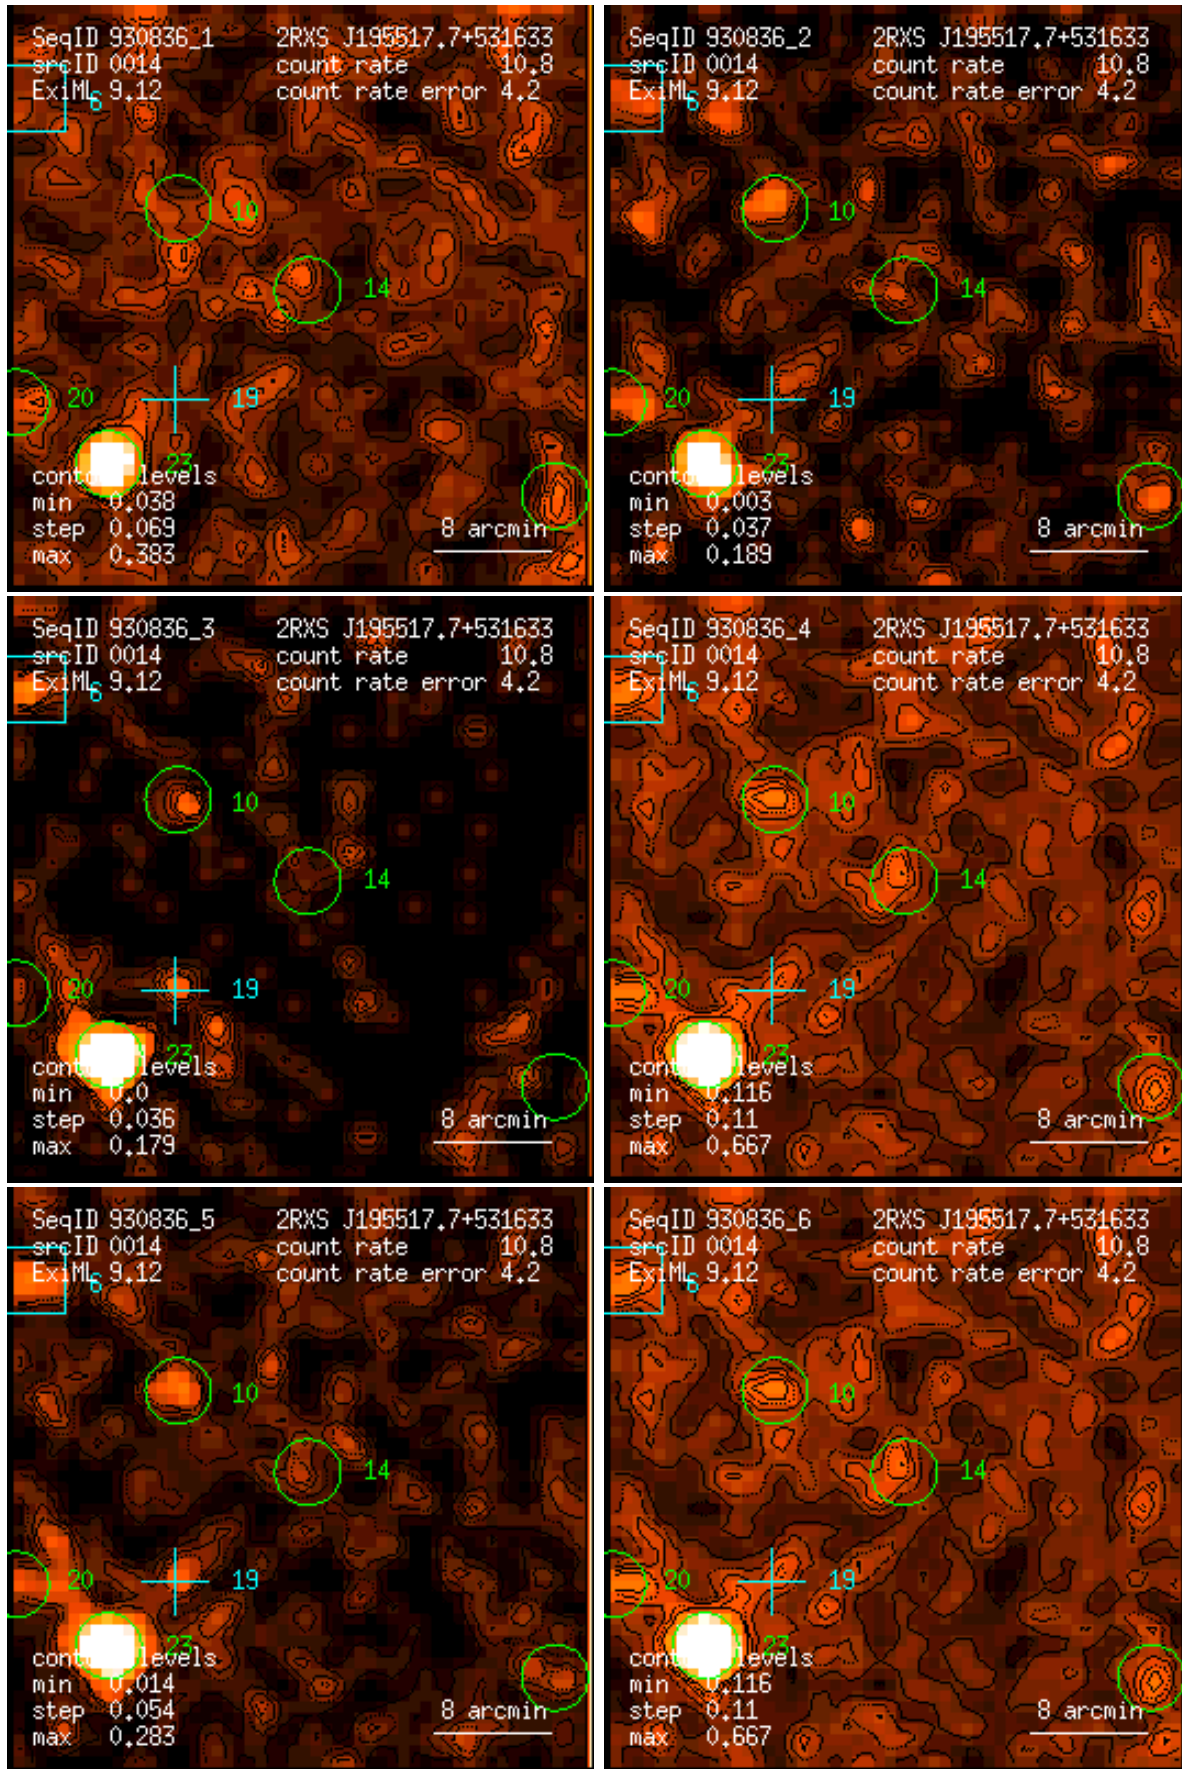 SeqID 930836_1 2RXS J195517.7+531633
srcID 0014 count rate 10.8
ExiML 9.12 count rate error 4.2
6
10
14
20
19
23
contour levels
min 0.038
step 0.069
max 0.383
8 arcmin
SeqID 930836_2 2RXS J195517.7+531633
srcID 0014 count rate 10.8
ExiML 9.12 count rate error 4.2
6
10
14
20
19
23
contour levels
min 0.003
step 0.037
max 0.189
8 arcmin
SeqID 930836_3 2RXS J195517.7+531633
srcID 0014 count rate 10.8
ExiML 9.12 count rate error 4.2
6
10
14
20
19
23
contour levels
min 0.0
step 0.036
max 0.179
8 arcmin
SeqID 930836_4 2RXS J195517.7+531633
srcID 0014 count rate 10.8
ExiML 9.12 count rate error 4.2
6
10
14
20
19
23
contour levels
min 0.116
step 0.11
max 0.667
8 arcmin
SeqID 930836_5 2RXS J195517.7+531633
srcID 0014 count rate 10.8
ExiML 9.12 count rate error 4.2
6
10
14
20
19
23
contour levels
min 0.014
step 0.054
max 0.283
8 arcmin
SeqID 930836_6 2RXS J195517.7+531633
srcID 0014 count rate 10.8
ExiML 9.12 count rate error 4.2
6
10
14
20
19
23
contour levels
min 0.116
step 0.11
max 0.667
8 arcmin